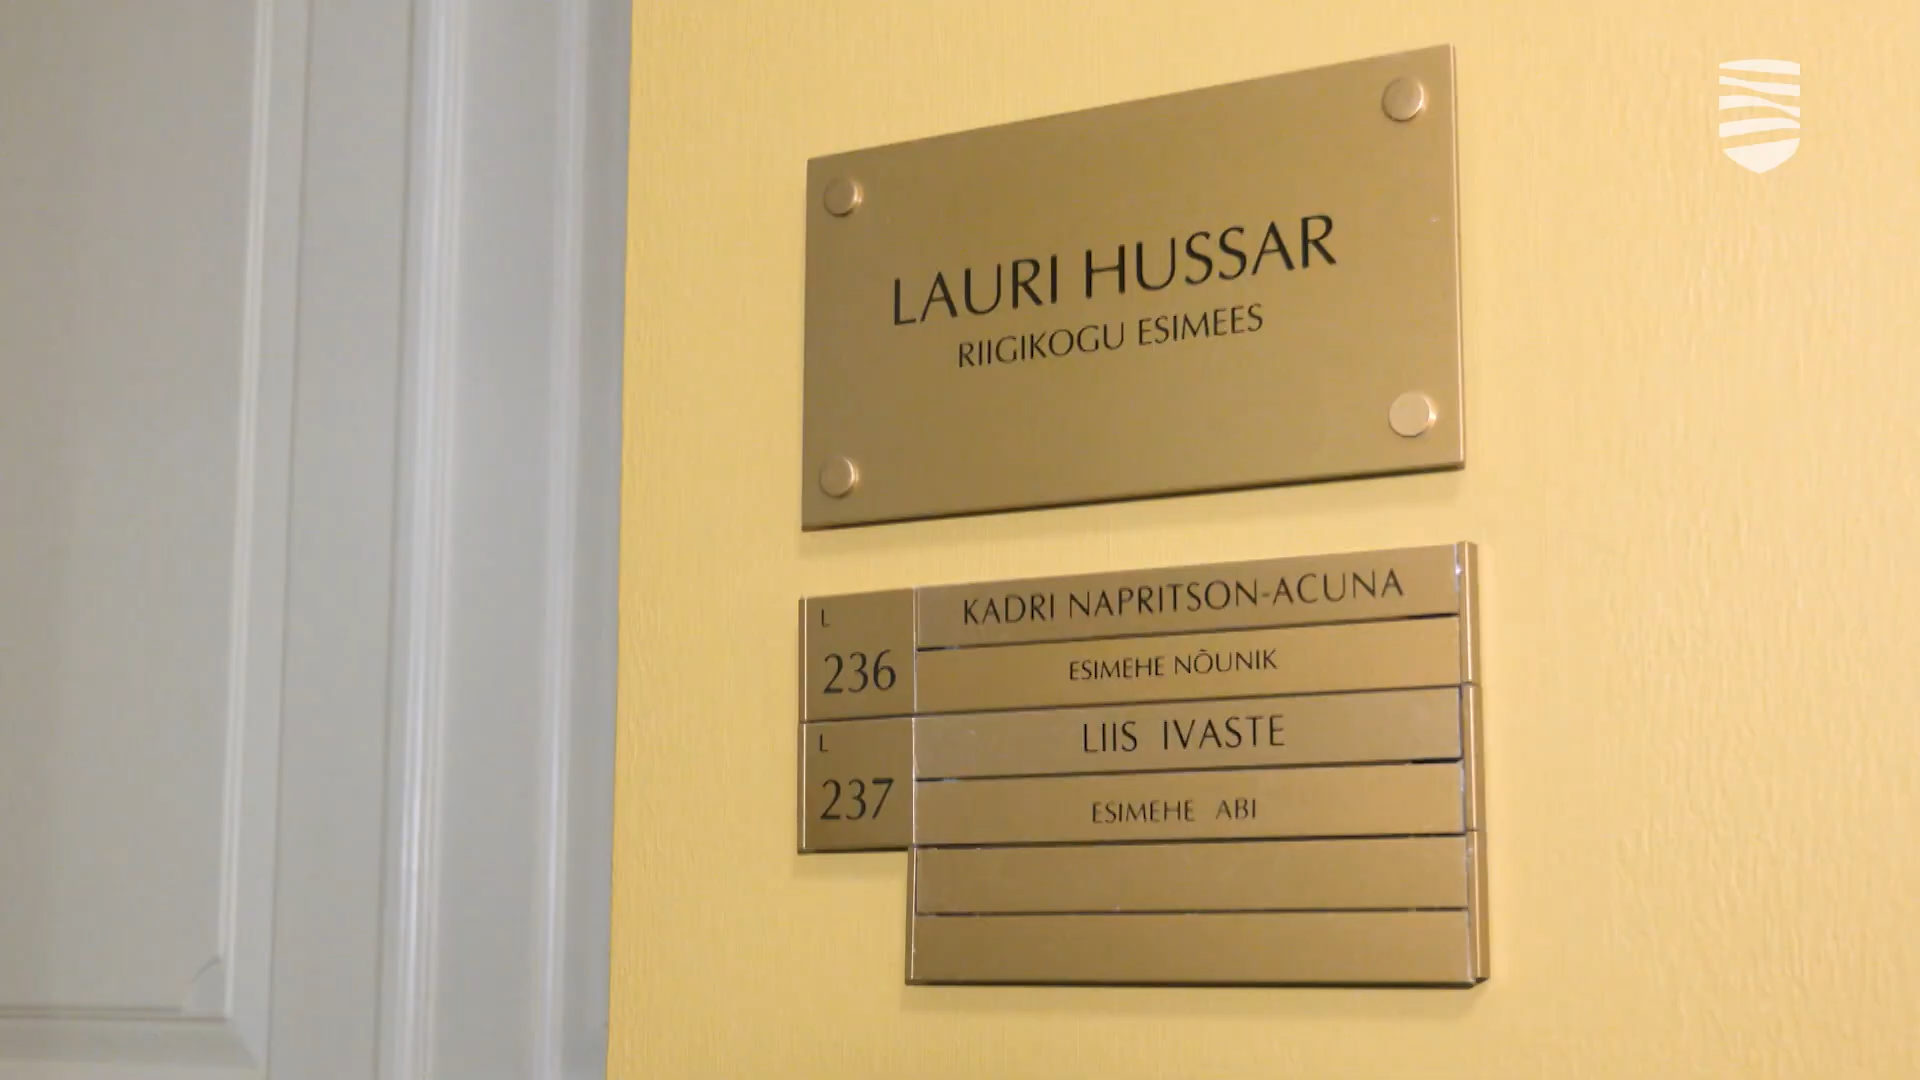 LAURI HUSSAR
RIIGIKOGU ESIMEES
L
236
KADRI NAPRITSON-ACUNA
ESIMEHE NÕUNIK
L
237
LIIS IVASTE
ESIMEHE ABI